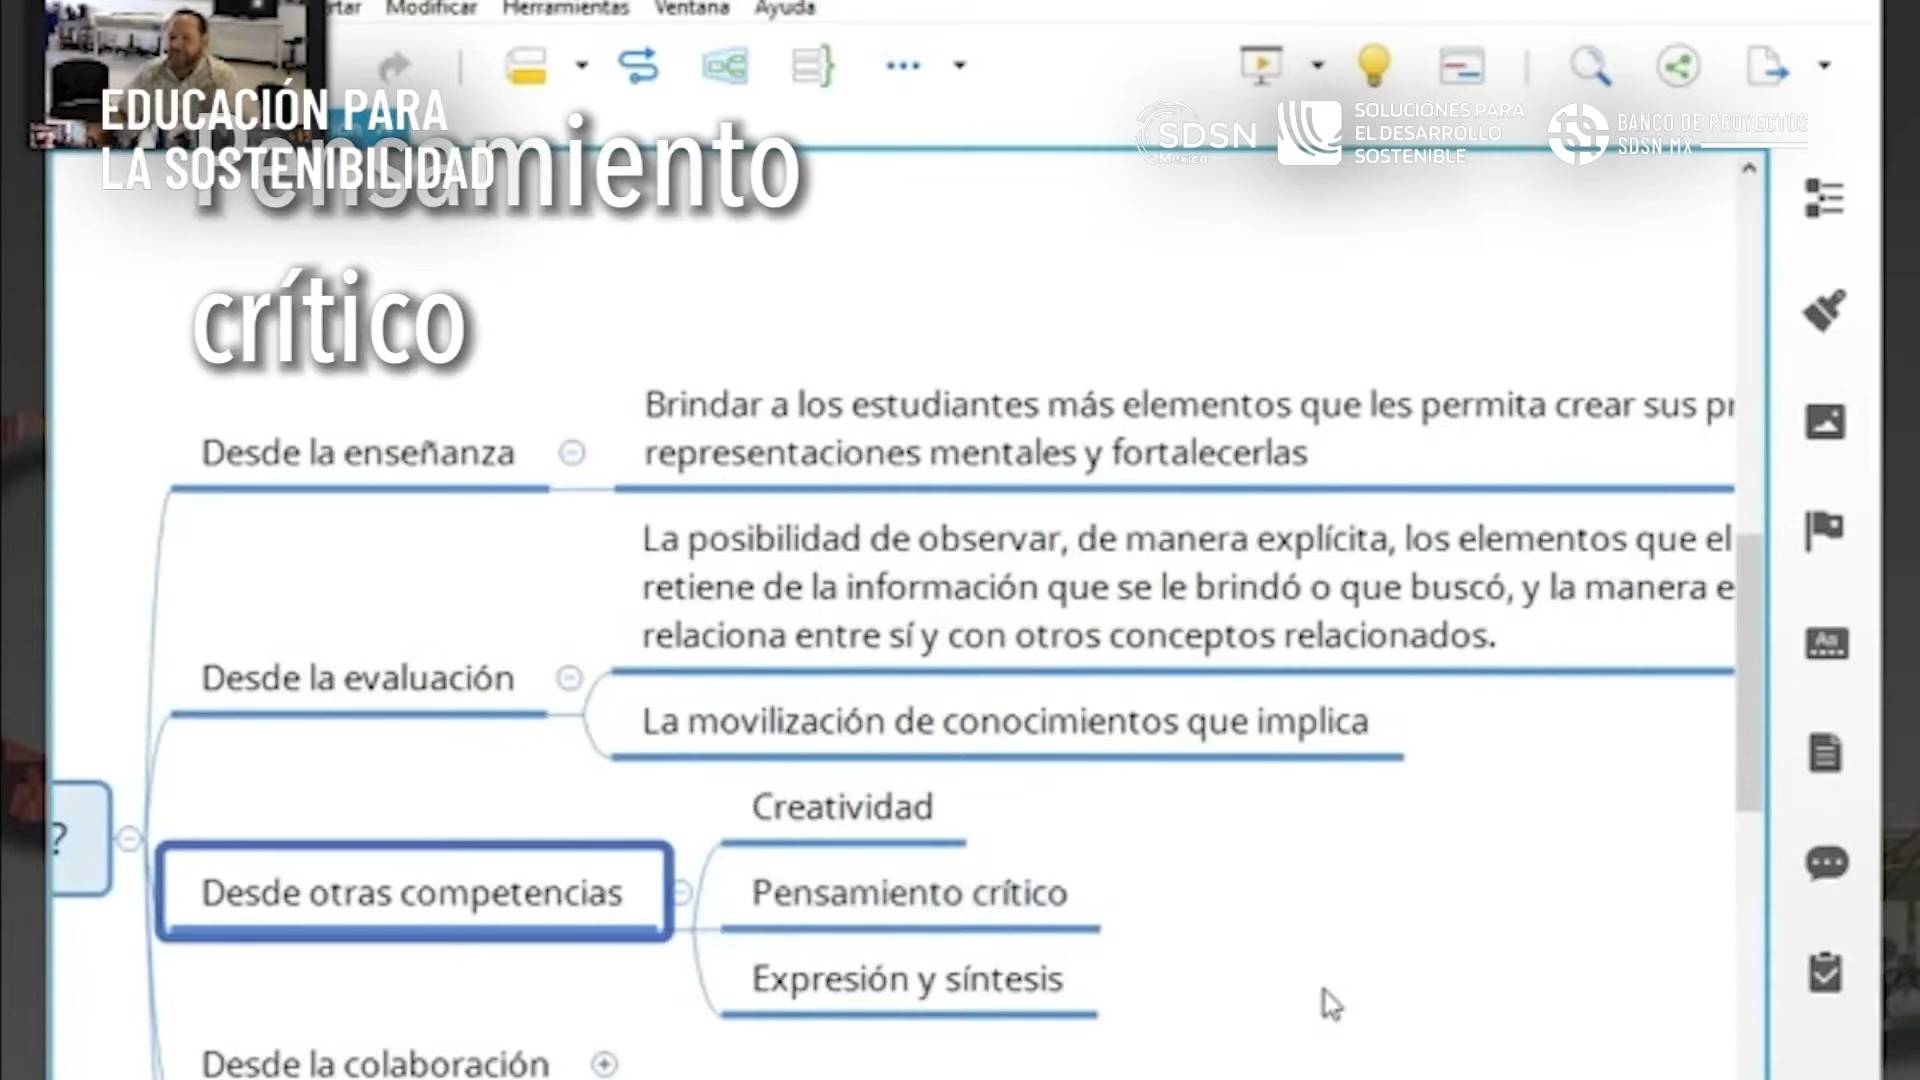 Modificar Herramientas Ventana Ayuda
EDUCACIÓN PARA
LA SOSTENIBILIDAD
SDSN
Mexico
SOLUCIONES PARA
EL DESARROLLO
SOSTENIBLE
BANCO DE PROYECTOS
SDSN MX
Pensamiento
crítico
Brindar a los estudiantes más elementos que les permita crear sus pr
representaciones mentales y fortalecerlas
Desde la enseñanza
La posibilidad de observar, de manera explícita, los elementos que el
retiene de la información que se le brindó o que buscó, y la manera e
relaciona entre sí y con otros conceptos relacionados.
Desde la evaluación
La movilización de conocimientos que implica
?
Desde otras competencias
Creatividad
Pensamiento crítico
Expresión y síntesis
Desde la colaboración
Aa